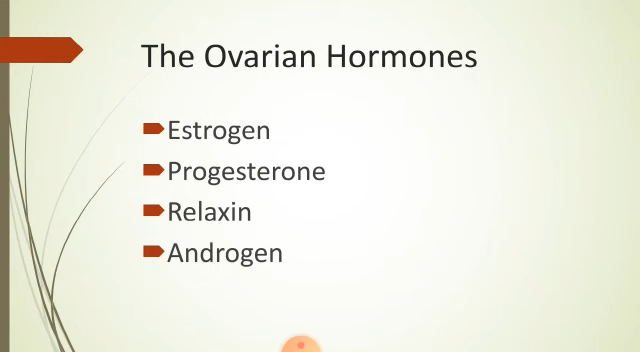 The Ovarian Hormones
Estrogen
Progesterone
Relaxin
Androgen